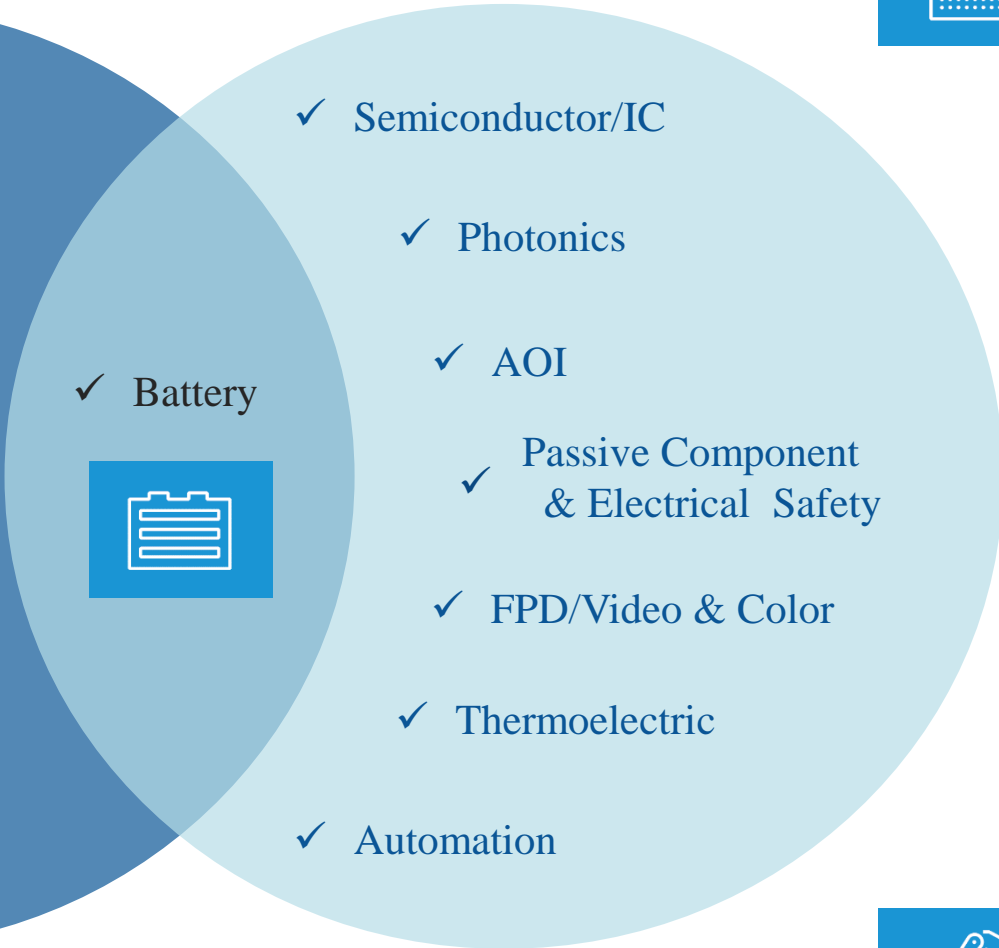 ✓ Semiconductor/IC
✓ Photonics
✓ AOI
✓ Battery
✓ Passive Component
& Electrical Safety
✓ FPD/Video & Color
✓ Thermoelectric
✓ Automation